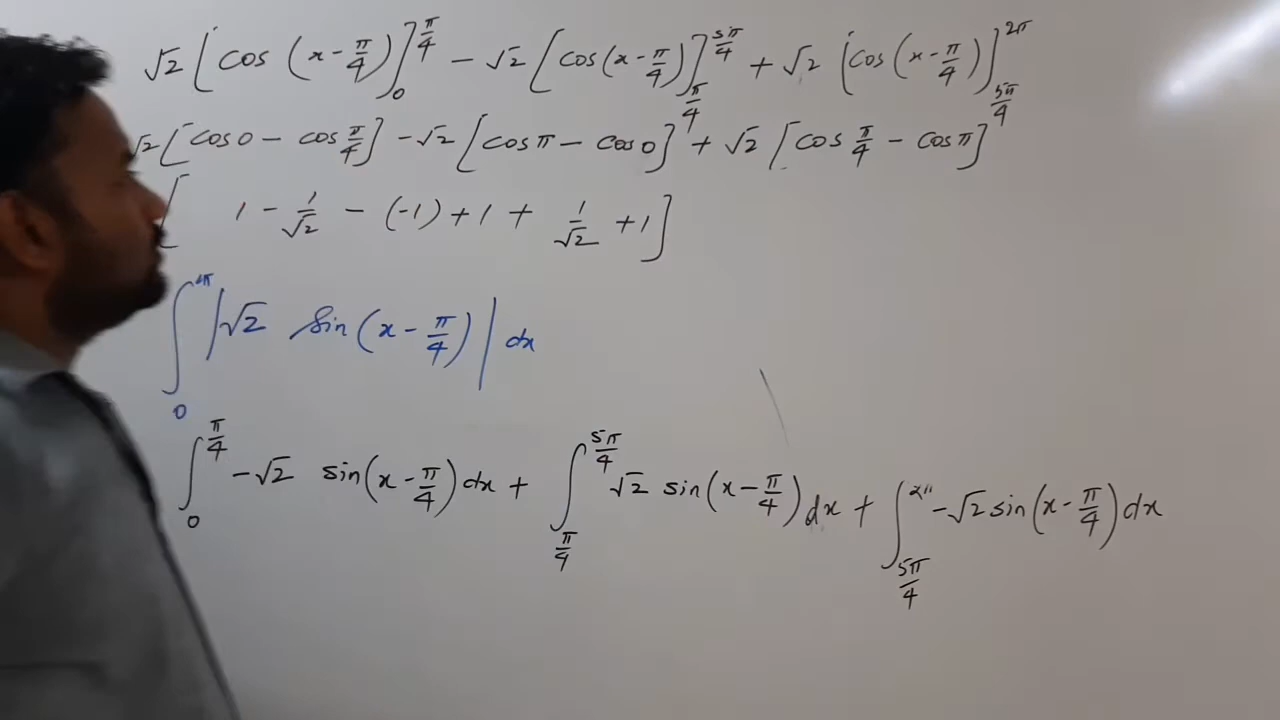 √2 [cos (x - π/4)]₀^{π/4} - √2 [cos(x - π/4)]_{π/4}^{5π/4} + √2 [cos(x - π/4)]_{5π/4}^{2π}
√2 [cos 0 - cos π/4] - √2 [cos π - cos 0] + √2 [cos π/4 - cos π]
[ 1 - 1/√2 - (-1) + 1 + 1/√2 + 1]
∫₀^{2π} |√2 sin(x - π/4)| dx
∫₀^{π/4} -√2 sin(x - π/4) dx + ∫_{π/4}^{5π/4} √2 sin(x - π/4) dx + ∫_{5π/4}^{2π} -√2 sin(x - π/4) dx